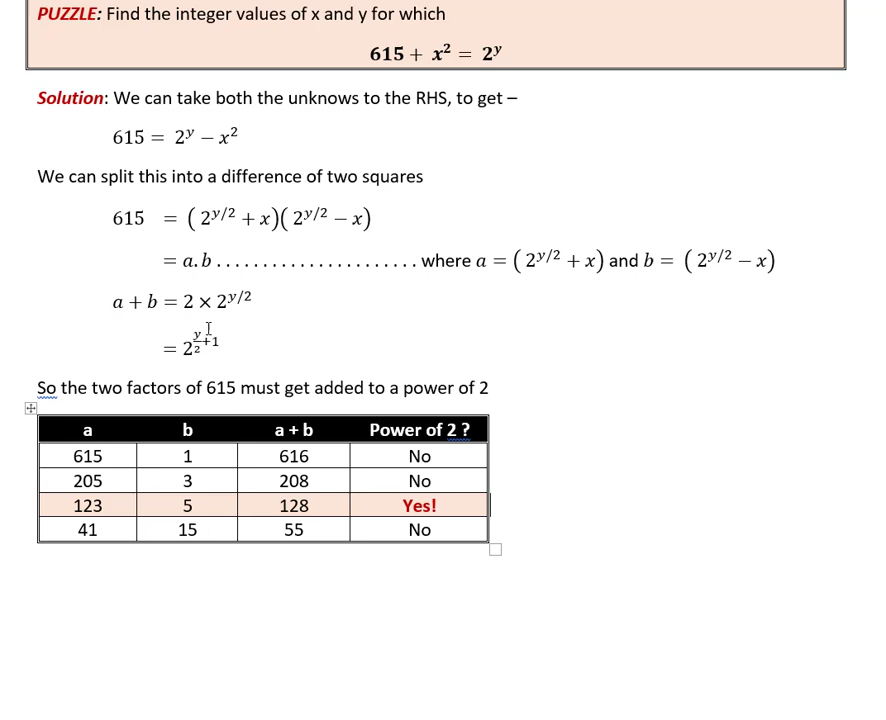 PUZZLE: Find the integer values of x and y for which
615 + x² = 2ʸ
Solution: We can take both the unknows to the RHS, to get –
615 = 2ʸ − x²
We can split this into a difference of two squares
615 = ( 2^{y/2} + x)( 2^{y/2} − x)
= a.b . . . . . . . . . . . . . . . . . . . . . . where a = ( 2^{y/2} + x) and b = ( 2^{y/2} − x)
a + b = 2 × 2^{y/2}
= 2^{y/2+1}
So the two factors of 615 must get added to a power of 2
a b a + b Power of 2 ?
615 1 616 No
205 3 208 No
123 5 128 Yes!
41 15 55 No